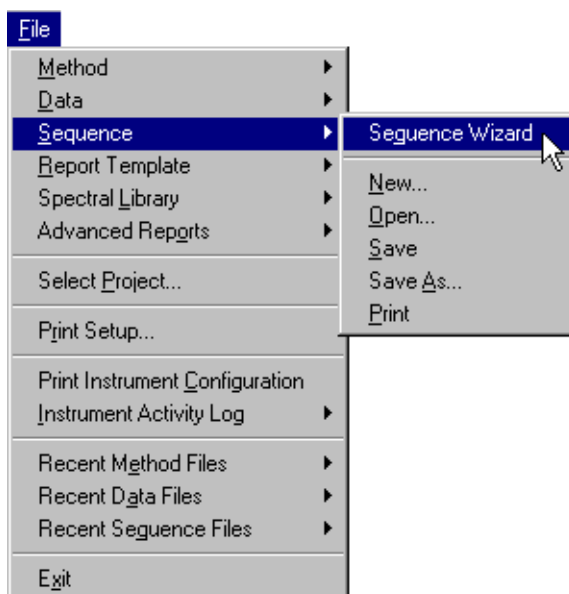 File
Method
Data
Sequence
Report Template
Spectral Library
Advanced Reports
Select Project...
Print Setup...
Print Instrument Configuration
Instrument Activity Log
Recent Method Files
Recent Data Files
Recent Sequence Files
Exit
Sequence Wizard
New...
Open...
Save
Save As...
Print